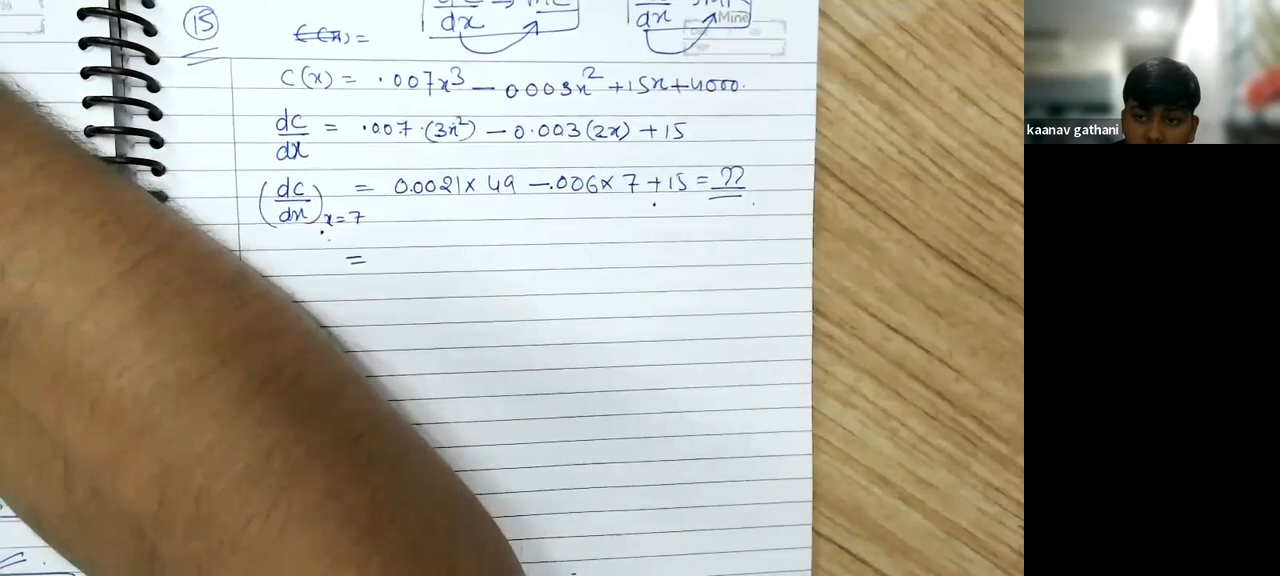 dx → mc dx Mine
(15) C(x) =
C(x) = .007x³ - 0.003x² + 15x + 4000.
dc/dx = .007 · (3x²) - 0.003 (2x) + 15
(dc/dx) x=7 = 0.0021 × 49 - .006 × 7 + 15 = ??
=
kaanav gathani